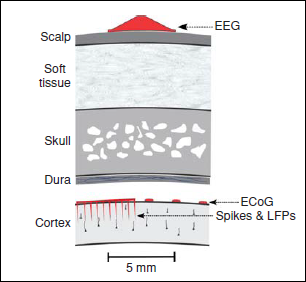 EEG
Scalp
Soft
tissue
Skull
Dura
ECoG
Spikes & LFPs
Cortex
5 mm